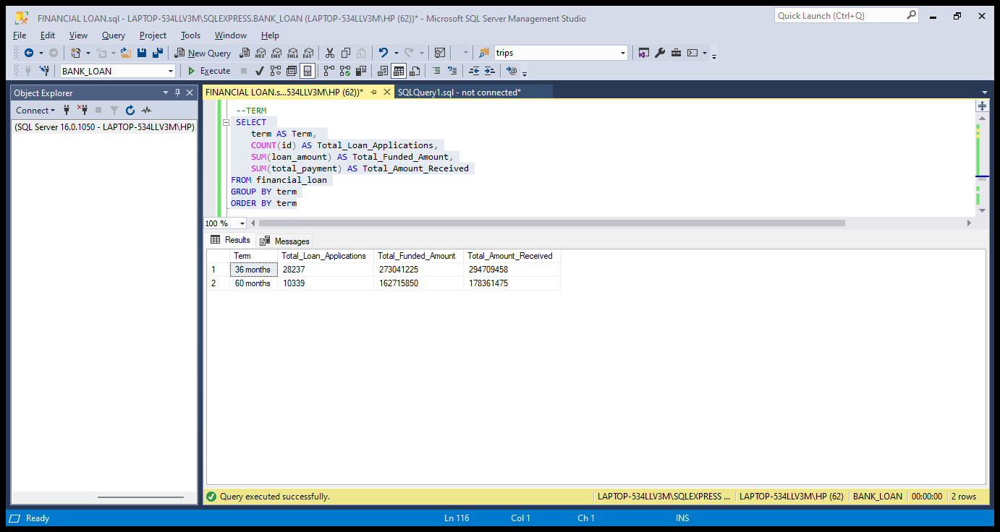 FINANCIAL LOAN.sql - LAPTOP-534LLV3M\SQLEXPRESS.BANK_LOAN (LAPTOP-534LLV3M\HP (62))* - Microsoft SQL Server Management Studio
Quick Launch (Ctrl+Q)
File Edit View Query Project Tools Window Help
New Query MDX DMX XMLA DAX trips
BANK_LOAN Execute
Object Explorer
Connect
(SQL Server 16.0.1050 - LAPTOP-534LLV3M\HP)
FINANCIAL LOAN.s...534LLV3M\HP (62))* SQLQuery1.sql - not connected*
--TERM
SELECT
term AS Term,
COUNT(id) AS Total_Loan_Applications,
SUM(loan_amount) AS Total_Funded_Amount,
SUM(total_payment) AS Total_Amount_Received
FROM financial_loan
GROUP BY term
ORDER BY term
100 %
Results Messages
Term Total_Loan_Applications Total_Funded_Amount Total_Amount_Received
1 36 months 28237 273041225 294709458
2 60 months 10339 162715850 178361475
Query executed successfully. LAPTOP-534LLV3M\SQLEXPRESS ... LAPTOP-534LLV3M\HP (62) BANK_LOAN 00:00:00 2 rows
Ready Ln 116 Col 1 Ch 1 INS